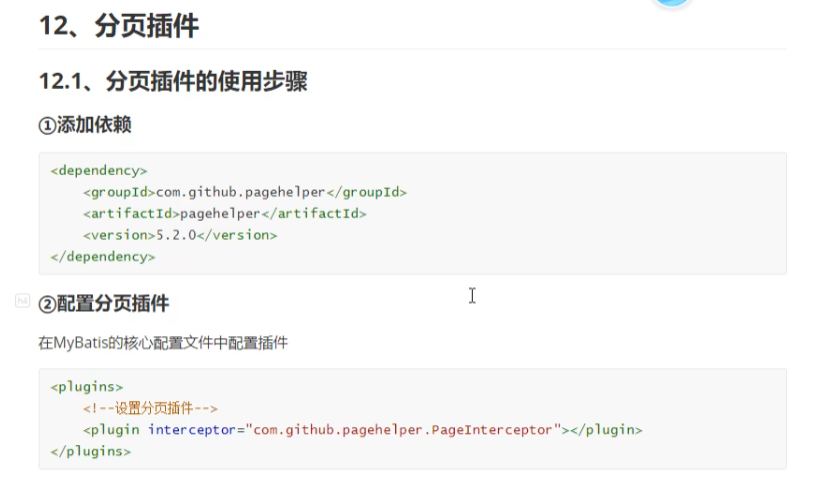 12、分页插件
12.1、分页插件的使用步骤
①添加依赖
<dependency>
    <groupId>com.github.pagehelper</groupId>
    <artifactId>pagehelper</artifactId>
    <version>5.2.0</version>
</dependency>
②配置分页插件
在MyBatis的核心配置文件中配置插件
<plugins>
    <!--设置分页插件-->
    <plugin interceptor="com.github.pagehelper.PageInterceptor"></plugin>
</plugins>